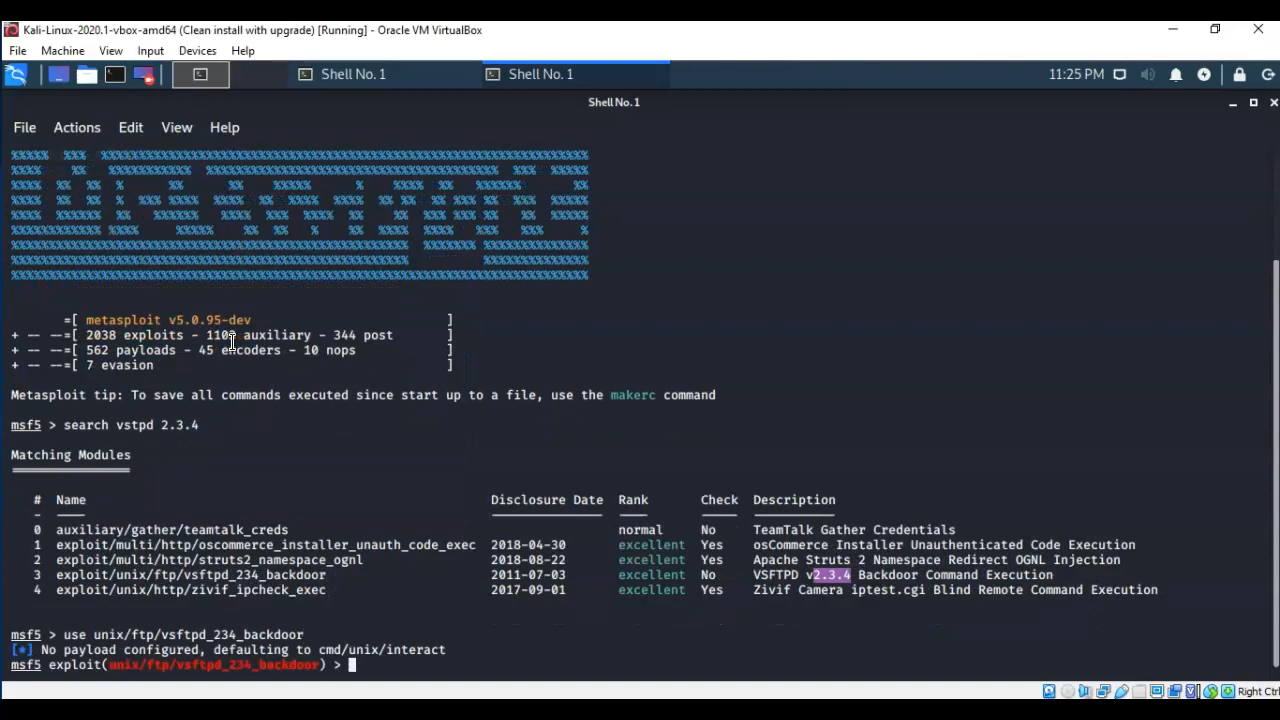 Kali-Linux-2020.1-vbox-amd64 (Clean install with upgrade) [Running] - Oracle VM VirtualBox
File Machine View Input Devices Help
Shell No. 1 Shell No. 1 11:25 PM
Shell No. 1
File Actions Edit View Help
=[ metasploit v5.0.95-dev ]
+ -- --=[ 2038 exploits - 110 auxiliary - 344 post ]
+ -- --=[ 562 payloads - 45 encoders - 10 nops ]
+ -- --=[ 7 evasion ]
Metasploit tip: To save all commands executed since start up to a file, use the makerc command
msf5 > search vstpd 2.3.4
Matching Modules
================
# Name Disclosure Date Rank Check Description
- ---- --------------- ---- ----- -----------
0 auxiliary/gather/teamtalk_creds normal No TeamTalk Gather Credentials
1 exploit/multi/http/oscommerce_installer_unauth_code_exec 2018-04-30 excellent Yes osCommerce Installer Unauthenticated Code Execution
2 exploit/multi/http/struts2_namespace_ognl 2018-08-22 excellent Yes Apache Struts 2 Namespace Redirect OGNL Injection
3 exploit/unix/ftp/vsftpd_234_backdoor 2011-07-03 excellent No VSFTPD v2.3.4 Backdoor Command Execution
4 exploit/unix/http/zivif_ipcheck_exec 2017-09-01 excellent Yes Zivif Camera iptest.cgi Blind Remote Command Execution
msf5 > use unix/ftp/vsftpd_234_backdoor
[*] No payload configured, defaulting to cmd/unix/interact
msf5 exploit(unix/ftp/vsftpd_234_backdoor) >
Right Ctrl